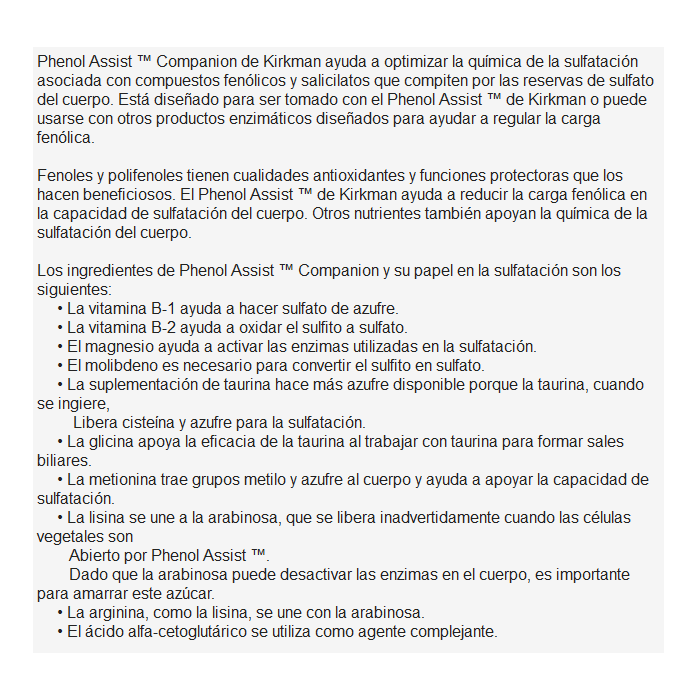 Phenol Assist ™ Companion de Kirkman ayuda a optimizar la química de la sulfatación
asociada con compuestos fenólicos y salicilatos que compiten por las reservas de sulfato
del cuerpo. Está diseñado para ser tomado con el Phenol Assist ™ de Kirkman o puede
usarse con otros productos enzimáticos diseñados para ayudar a regular la carga
fenólica.
Fenoles y polifenoles tienen cualidades antioxidantes y funciones protectoras que los
hacen beneficiosos. El Phenol Assist ™ de Kirkman ayuda a reducir la carga fenólica en
la capacidad de sulfatación del cuerpo. Otros nutrientes también apoyan la química de la
sulfatación del cuerpo.
Los ingredientes de Phenol Assist ™ Companion y su papel en la sulfatación son los
siguientes:
• La vitamina B-1 ayuda a hacer sulfato de azufre.
• La vitamina B-2 ayuda a oxidar el sulfito a sulfato.
• El magnesio ayuda a activar las enzimas utilizadas en la sulfatación.
• El molibdeno es necesario para convertir el sulfito en sulfato.
• La suplementación de taurina hace más azufre disponible porque la taurina, cuando
se ingiere,
Libera cisteína y azufre para la sulfatación.
• La glicina apoya la eficacia de la taurina al trabajar con taurina para formar sales
biliares.
• La metionina trae grupos metilo y azufre al cuerpo y ayuda a apoyar la capacidad de
sulfatación.
• La lisina se une a la arabinosa, que se libera inadvertidamente cuando las células
vegetales son
Abierto por Phenol Assist ™.
Dado que la arabinosa puede desactivar las enzimas en el cuerpo, es importante
para amarrar este azúcar.
• La arginina, como la lisina, se une con la arabinosa.
• El ácido alfa-cetoglutárico se utiliza como agente complejante.